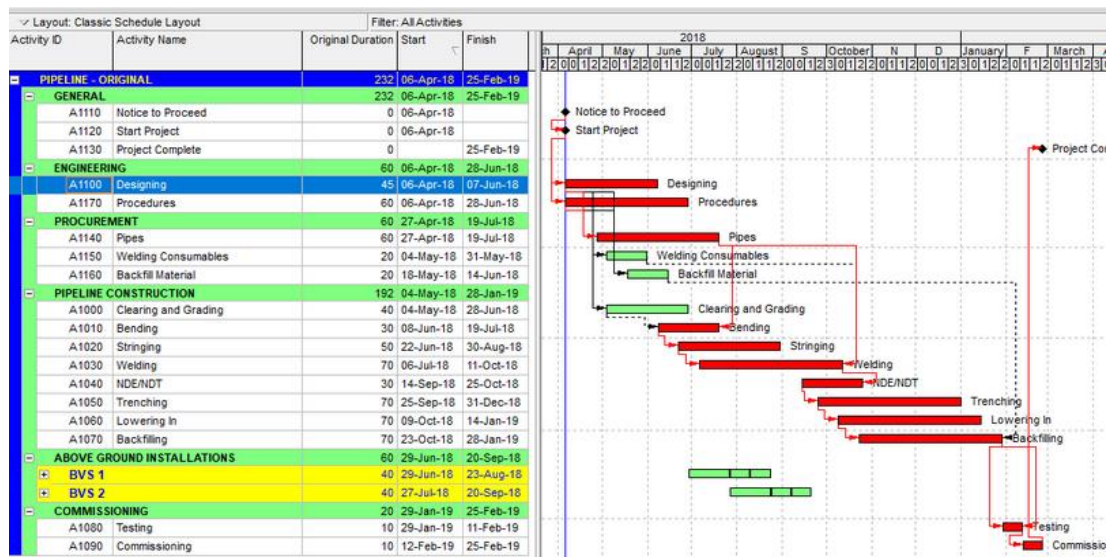 Layout: Classic Schedule Layout Filter: All Activities
Activity ID Activity Name Original Duration Start Finish
2018
April May June July August S October N D January F March
PIPELINE - ORIGINAL 232 06-Apr-18 25-Feb-19
GENERAL 232 06-Apr-18 25-Feb-19
A1110 Notice to Proceed 0 06-Apr-18 Notice to Proceed
A1120 Start Project 0 06-Apr-18 Start Project
A1130 Project Complete 0 25-Feb-19 Project Co
ENGINEERING 60 06-Apr-18 28-Jun-18
A1100 Designing 45 06-Apr-18 07-Jun-18 Designing
A1170 Procedures 60 06-Apr-18 28-Jun-18 Procedures
PROCUREMENT 60 27-Apr-18 19-Jul-18
A1140 Pipes 60 27-Apr-18 19-Jul-18 Pipes
A1150 Welding Consumables 20 04-May-18 31-May-18 Welding Consumables
A1160 Backfill Material 20 18-May-18 14-Jun-18 Backfill Material
PIPELINE CONSTRUCTION 192 04-May-18 28-Jan-19
A1000 Clearing and Grading 40 04-May-18 28-Jun-18 Clearing and Grading
A1010 Bending 30 08-Jun-18 19-Jul-18 Bending
A1020 Stringing 50 22-Jun-18 30-Aug-18 Stringing
A1030 Welding 70 06-Jul-18 11-Oct-18 Welding
A1040 NDE/NDT 30 14-Sep-18 25-Oct-18 NDE/NDT
A1050 Trenching 70 25-Sep-18 31-Dec-18 Trenching
A1060 Lowering In 70 09-Oct-18 14-Jan-19 Lowering In
A1070 Backfilling 70 23-Oct-18 28-Jan-19 Backfilling
ABOVE GROUND INSTALLATIONS 60 29-Jun-18 20-Sep-18
BVS 1 40 29-Jun-18 23-Aug-18
BVS 2 40 27-Jul-18 20-Sep-18
COMMISSIONING 20 29-Jan-19 25-Feb-19
A1080 Testing 10 29-Jan-19 11-Feb-19 Testing
A1090 Commissioning 10 12-Feb-19 25-Feb-19 Commissio